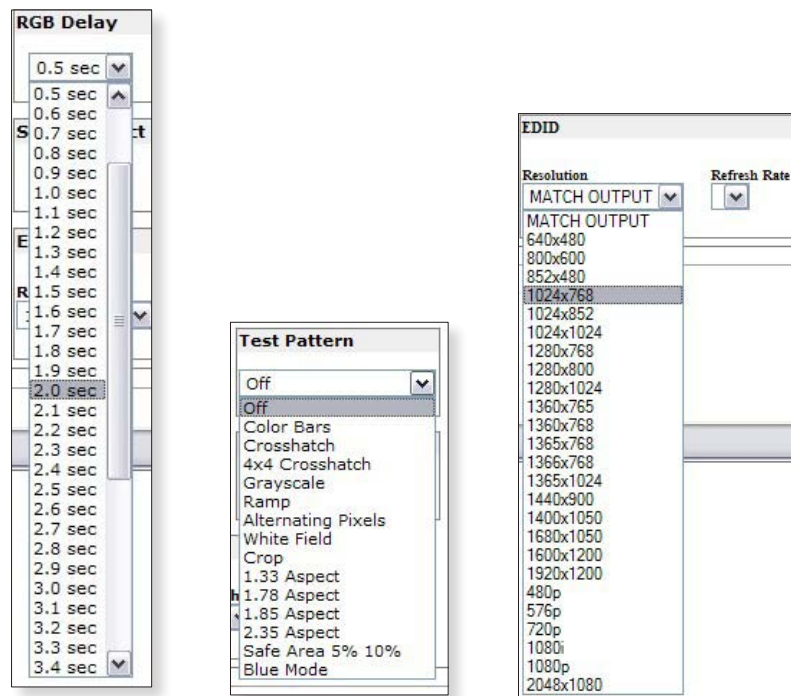 RGB Delay
0.5 sec
0.5 sec
0.6 sec
0.7 sec
0.8 sec
0.9 sec
1.0 sec
1.1 sec
1.2 sec
1.3 sec
1.4 sec
1.5 sec
1.6 sec
1.7 sec
1.8 sec
1.9 sec
2.0 sec
2.1 sec
2.2 sec
2.3 sec
2.4 sec
2.5 sec
2.6 sec
2.7 sec
2.8 sec
2.9 sec
3.0 sec
3.1 sec
3.2 sec
3.3 sec
3.4 sec
Test Pattern
Off
Off
Color Bars
Crosshatch
4x4 Crosshatch
Grayscale
Ramp
Alternating Pixels
White Field
Crop
1.33 Aspect
1.78 Aspect
1.85 Aspect
2.35 Aspect
Safe Area 5% 10%
Blue Mode
EDID
Resolution Refresh Rate
MATCH OUTPUT
MATCH OUTPUT
640x480
800x600
852x480
1024x768
1024x852
1024x1024
1280x768
1280x800
1280x1024
1360x765
1360x768
1365x768
1366x768
1365x1024
1440x900
1400x1050
1680x1050
1600x1200
1920x1200
480p
576p
720p
1080i
1080p
2048x1080